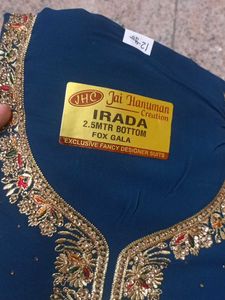 JHC
Jai Hanuman
Creation
IRADA
2.5MTR BOTTOM
FOX GALA
EXCLUSIVE FANCY DESIGNER SUITS